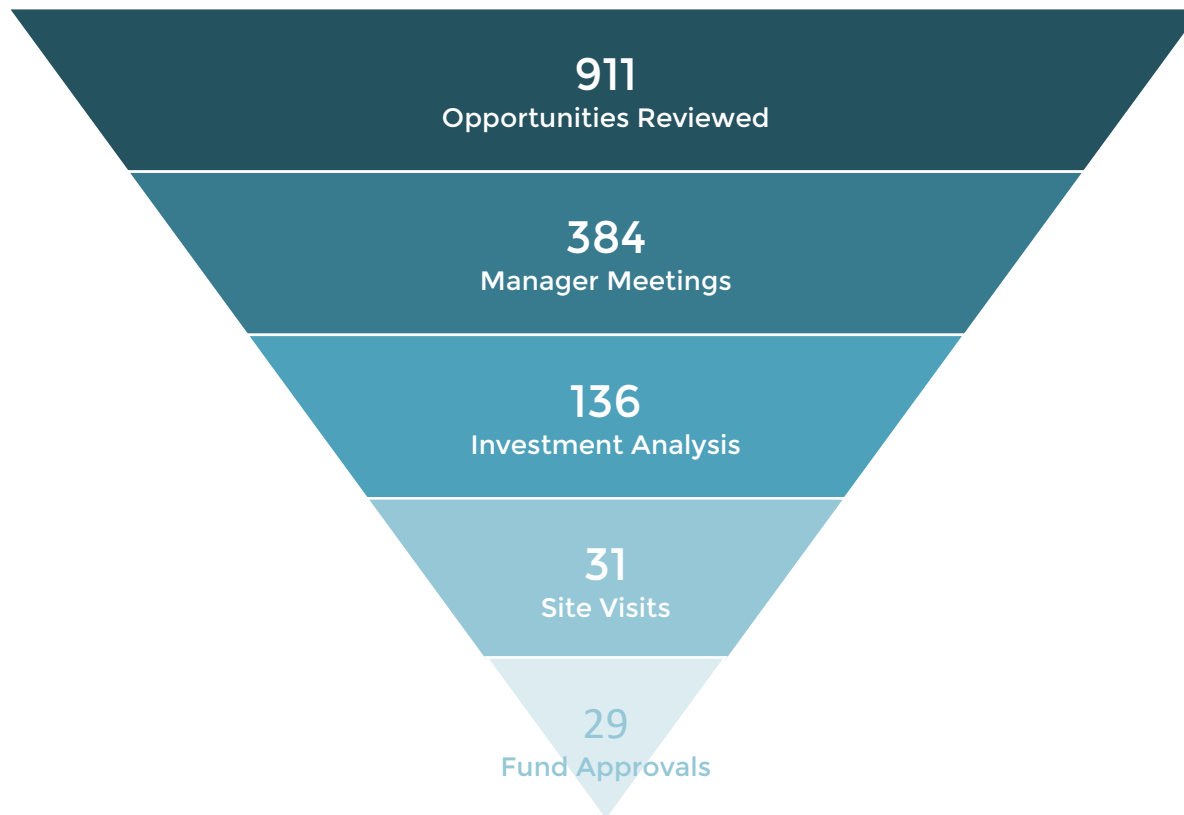 911
Opportunities Reviewed
384
Manager Meetings
136
Investment Analysis
31
Site Visits
29
Fund Approvals